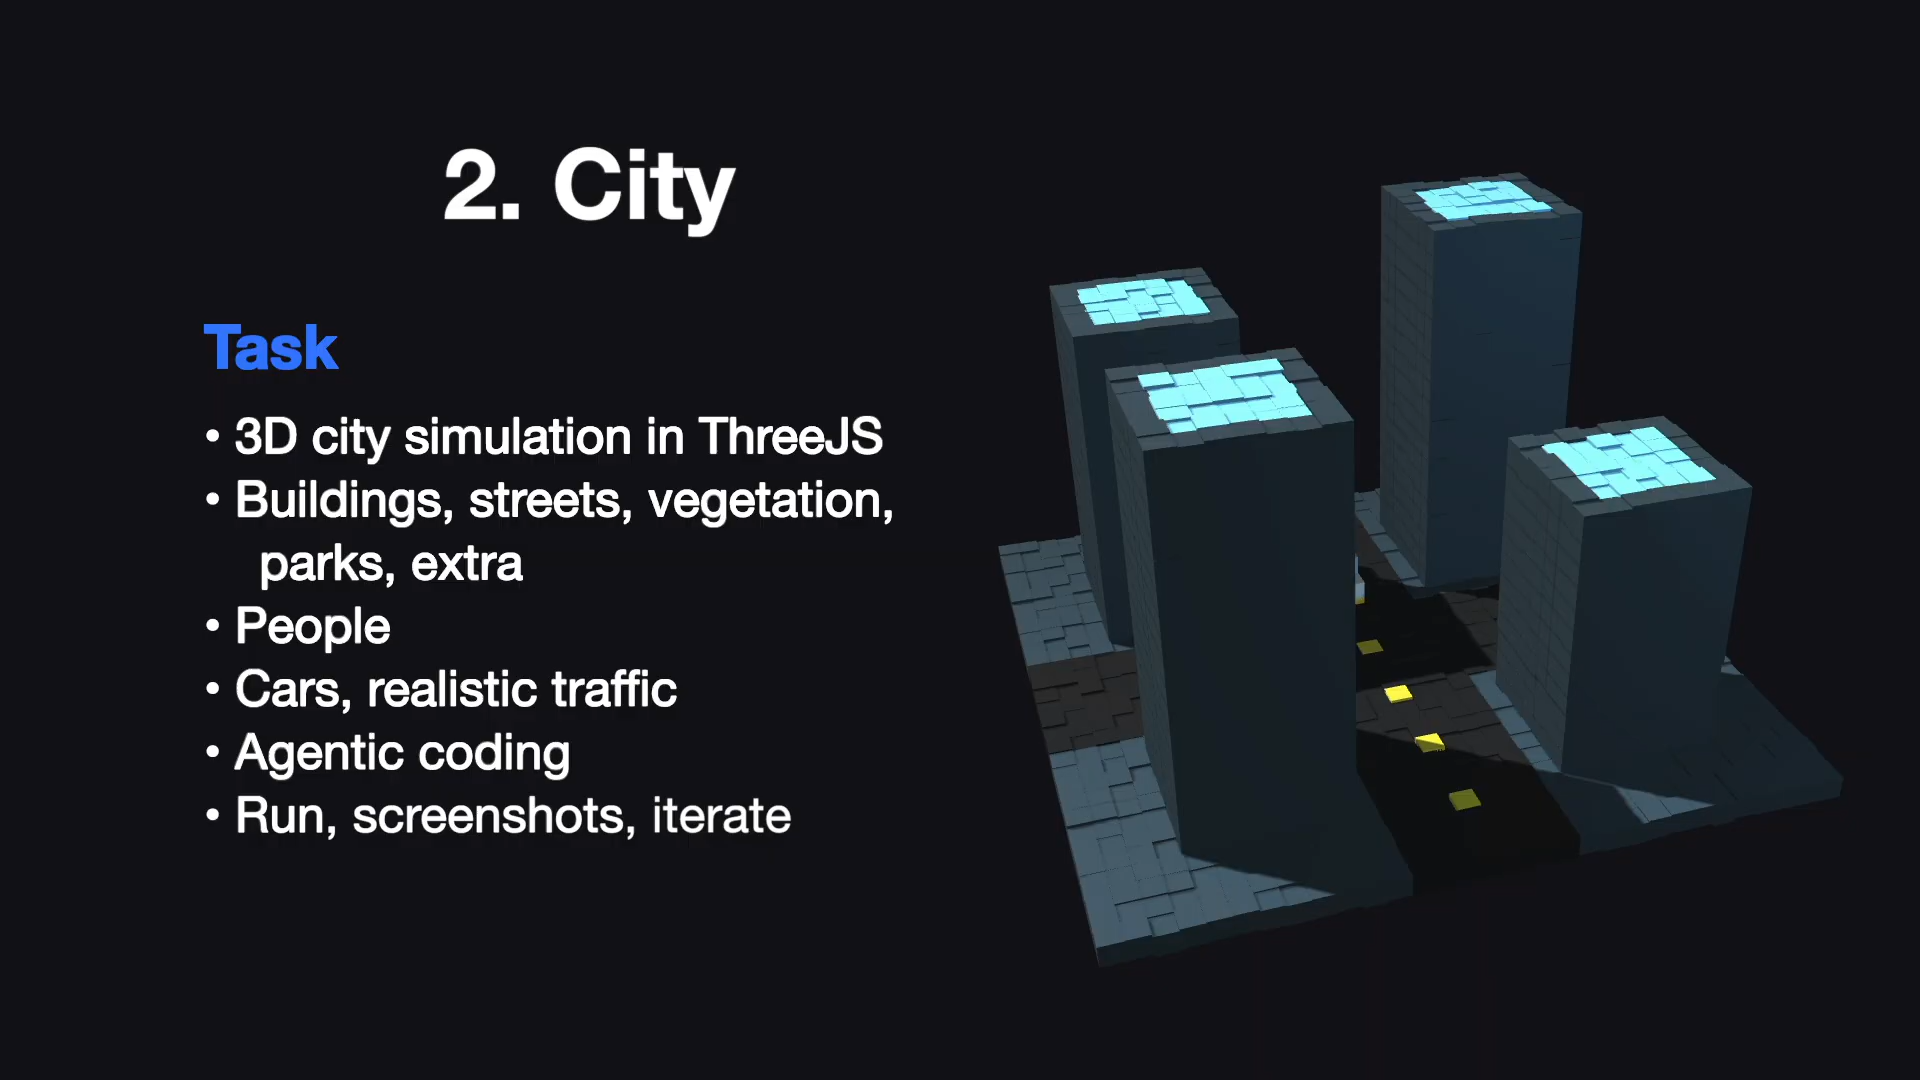 2. City
Task
• 3D city simulation in ThreeJS
• Buildings, streets, vegetation,
parks, extra
• People
• Cars, realistic traffic
• Agentic coding
• Run, screenshots, iterate